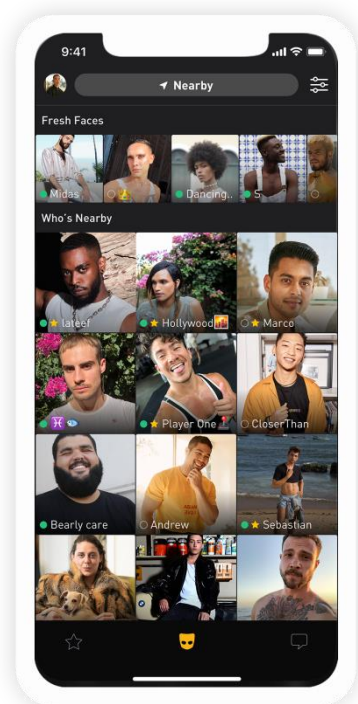 9:41
Nearby
Fresh Faces
Midas
Dancing..
S
Who's Nearby
lateef
Hollywood
Marco
Player One
CloserThan
Bearly care
Andrew
Sebastian